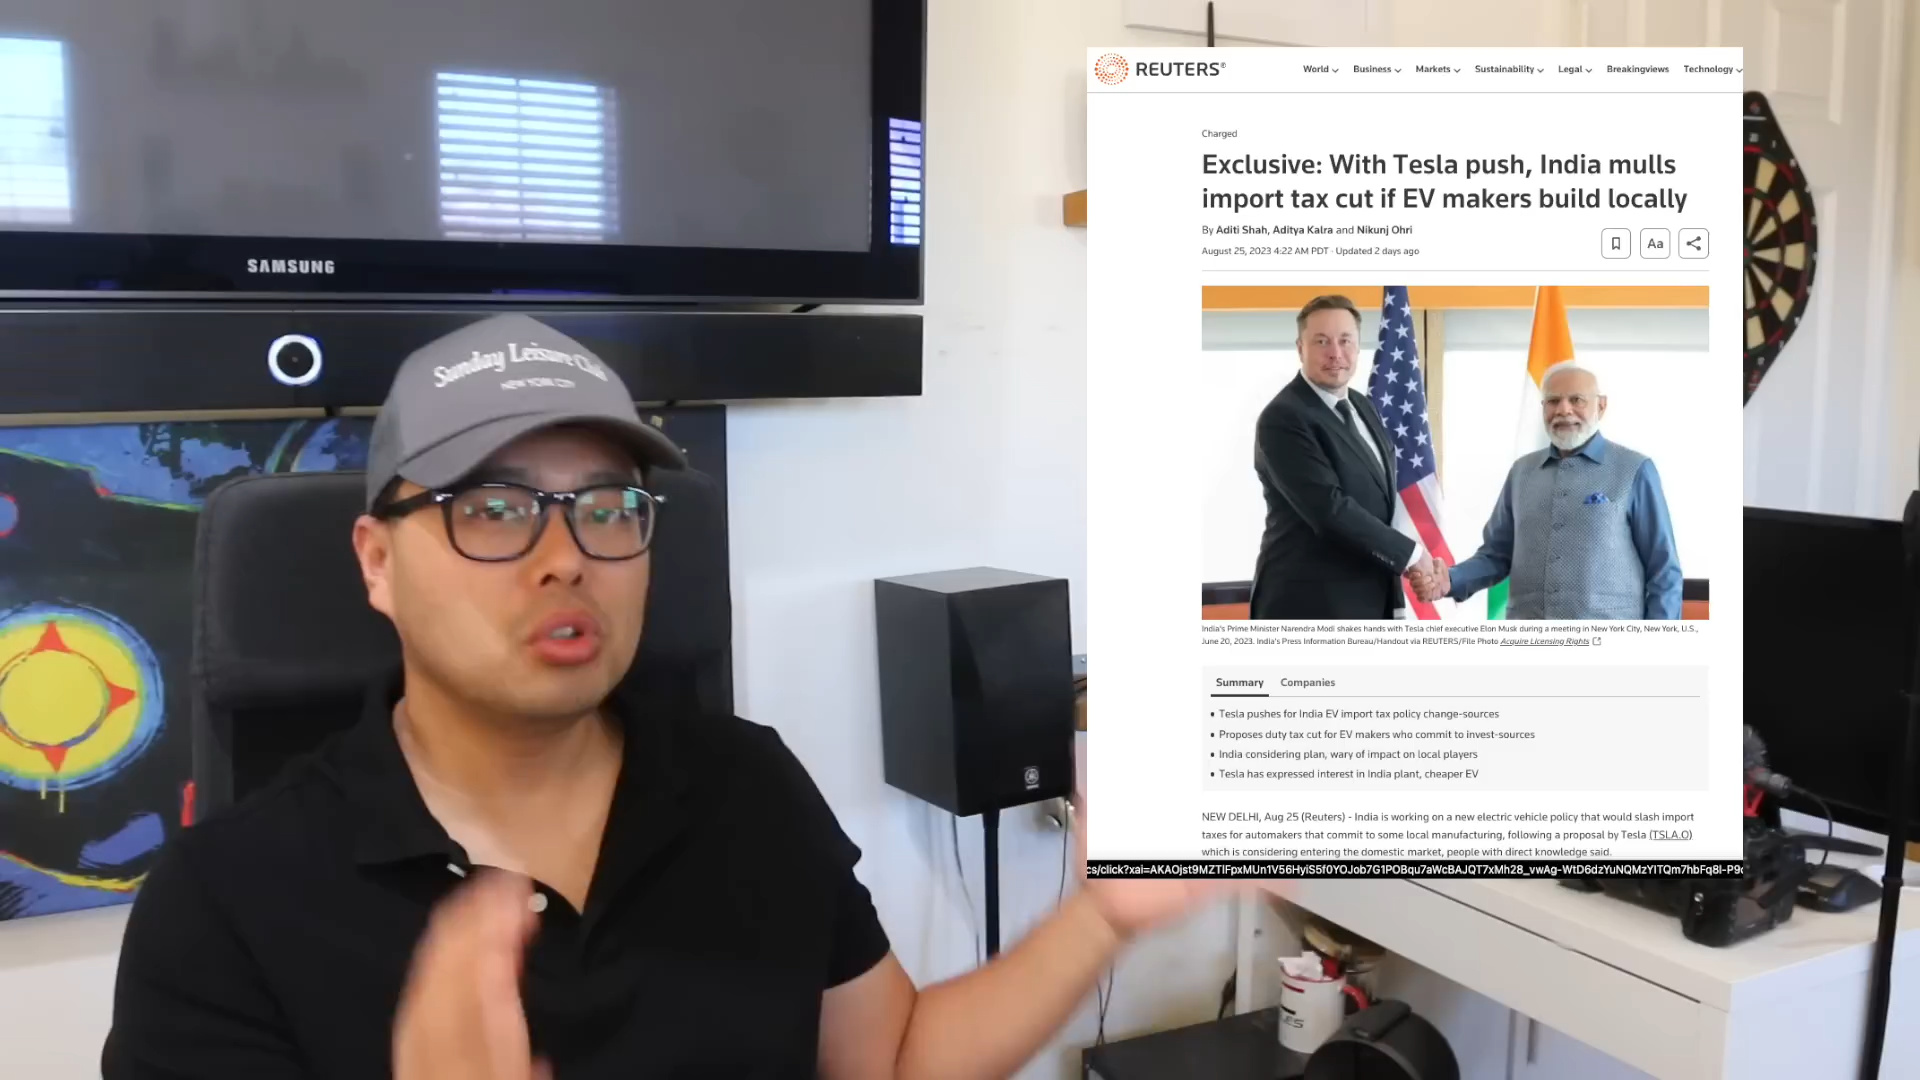 SAMSUNG
Sunday Leisure Club
NEW YORK CITY
REUTERS®
World Business Markets Sustainability Legal Breakingviews Technology
Charged
Exclusive: With Tesla push, India mulls
import tax cut if EV makers build locally
By Aditi Shah, Aditya Kalra and Nikunj Ohri
August 25, 2023 4:22 AM PDT · Updated 2 days ago
Aa
India's Prime Minister Narendra Modi shakes hands with Tesla chief executive Elon Musk during a meeting in New York City, New York, U.S.,
June 20, 2023. India's Press Information Bureau/Handout via REUTERS/File Photo Acquire Licensing Rights
Summary Companies
Tesla pushes for India EV import tax policy change-sources
Proposes duty tax cut for EV makers who commit to invest-sources
India considering plan, wary of impact on local players
Tesla has expressed interest in India plant, cheaper EV
NEW DELHI, Aug 25 (Reuters) - India is working on a new electric vehicle policy that would slash import
taxes for automakers that commit to some local manufacturing, following a proposal by Tesla (TSLA.O)
which is considering entering the domestic market, people with direct knowledge said.